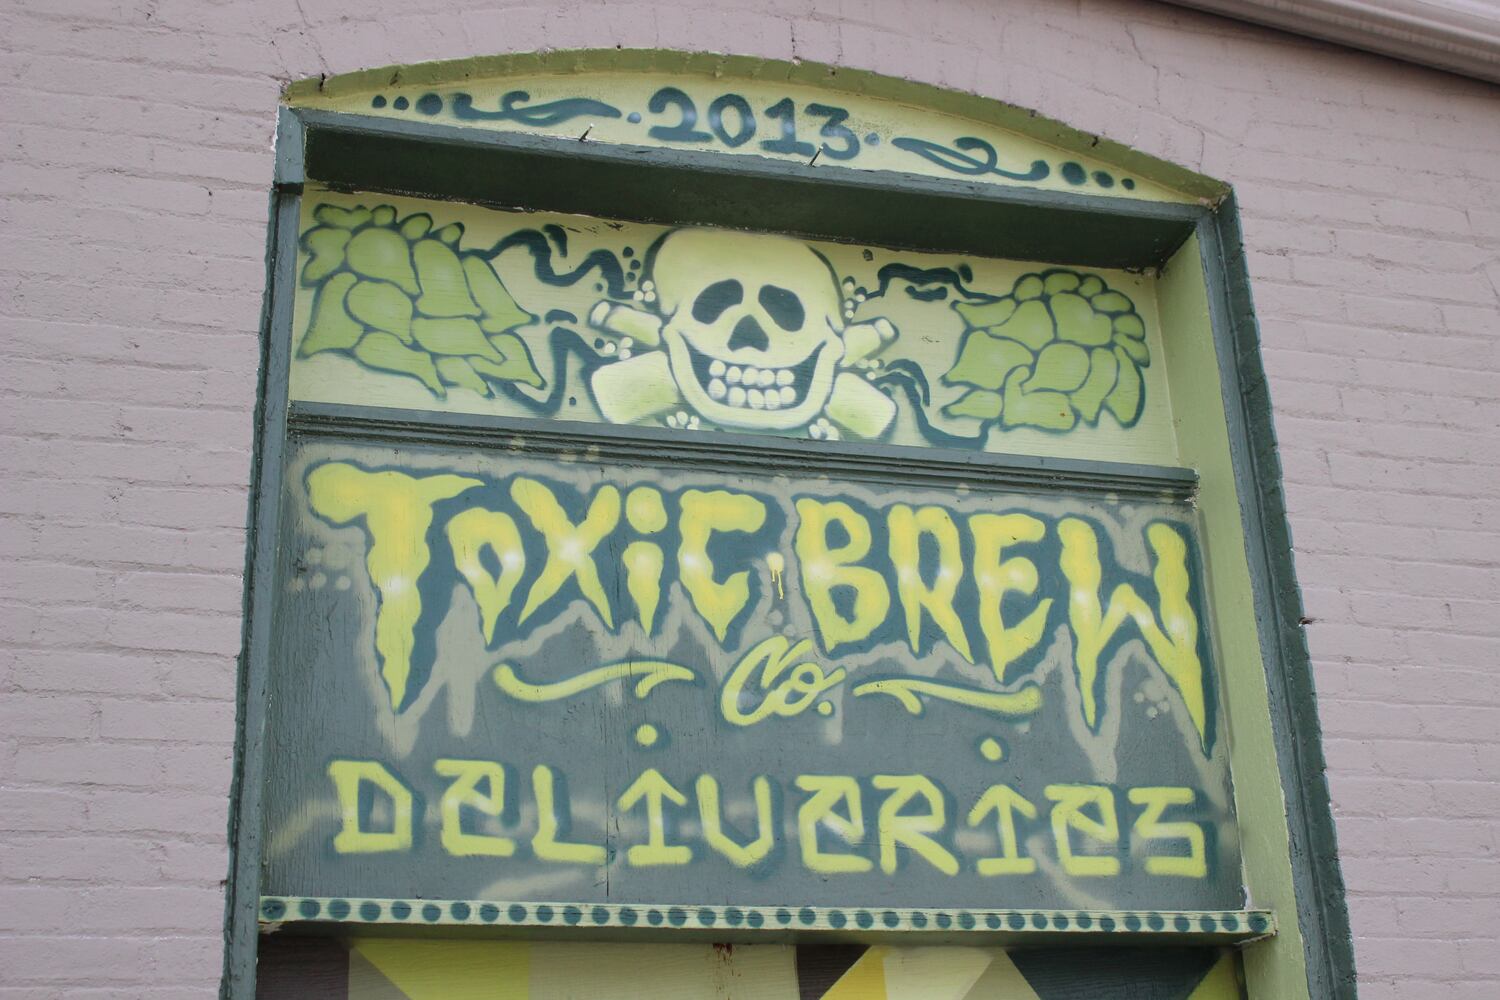 2013
TOXiC BREW
Co.
DeLiVeRieS